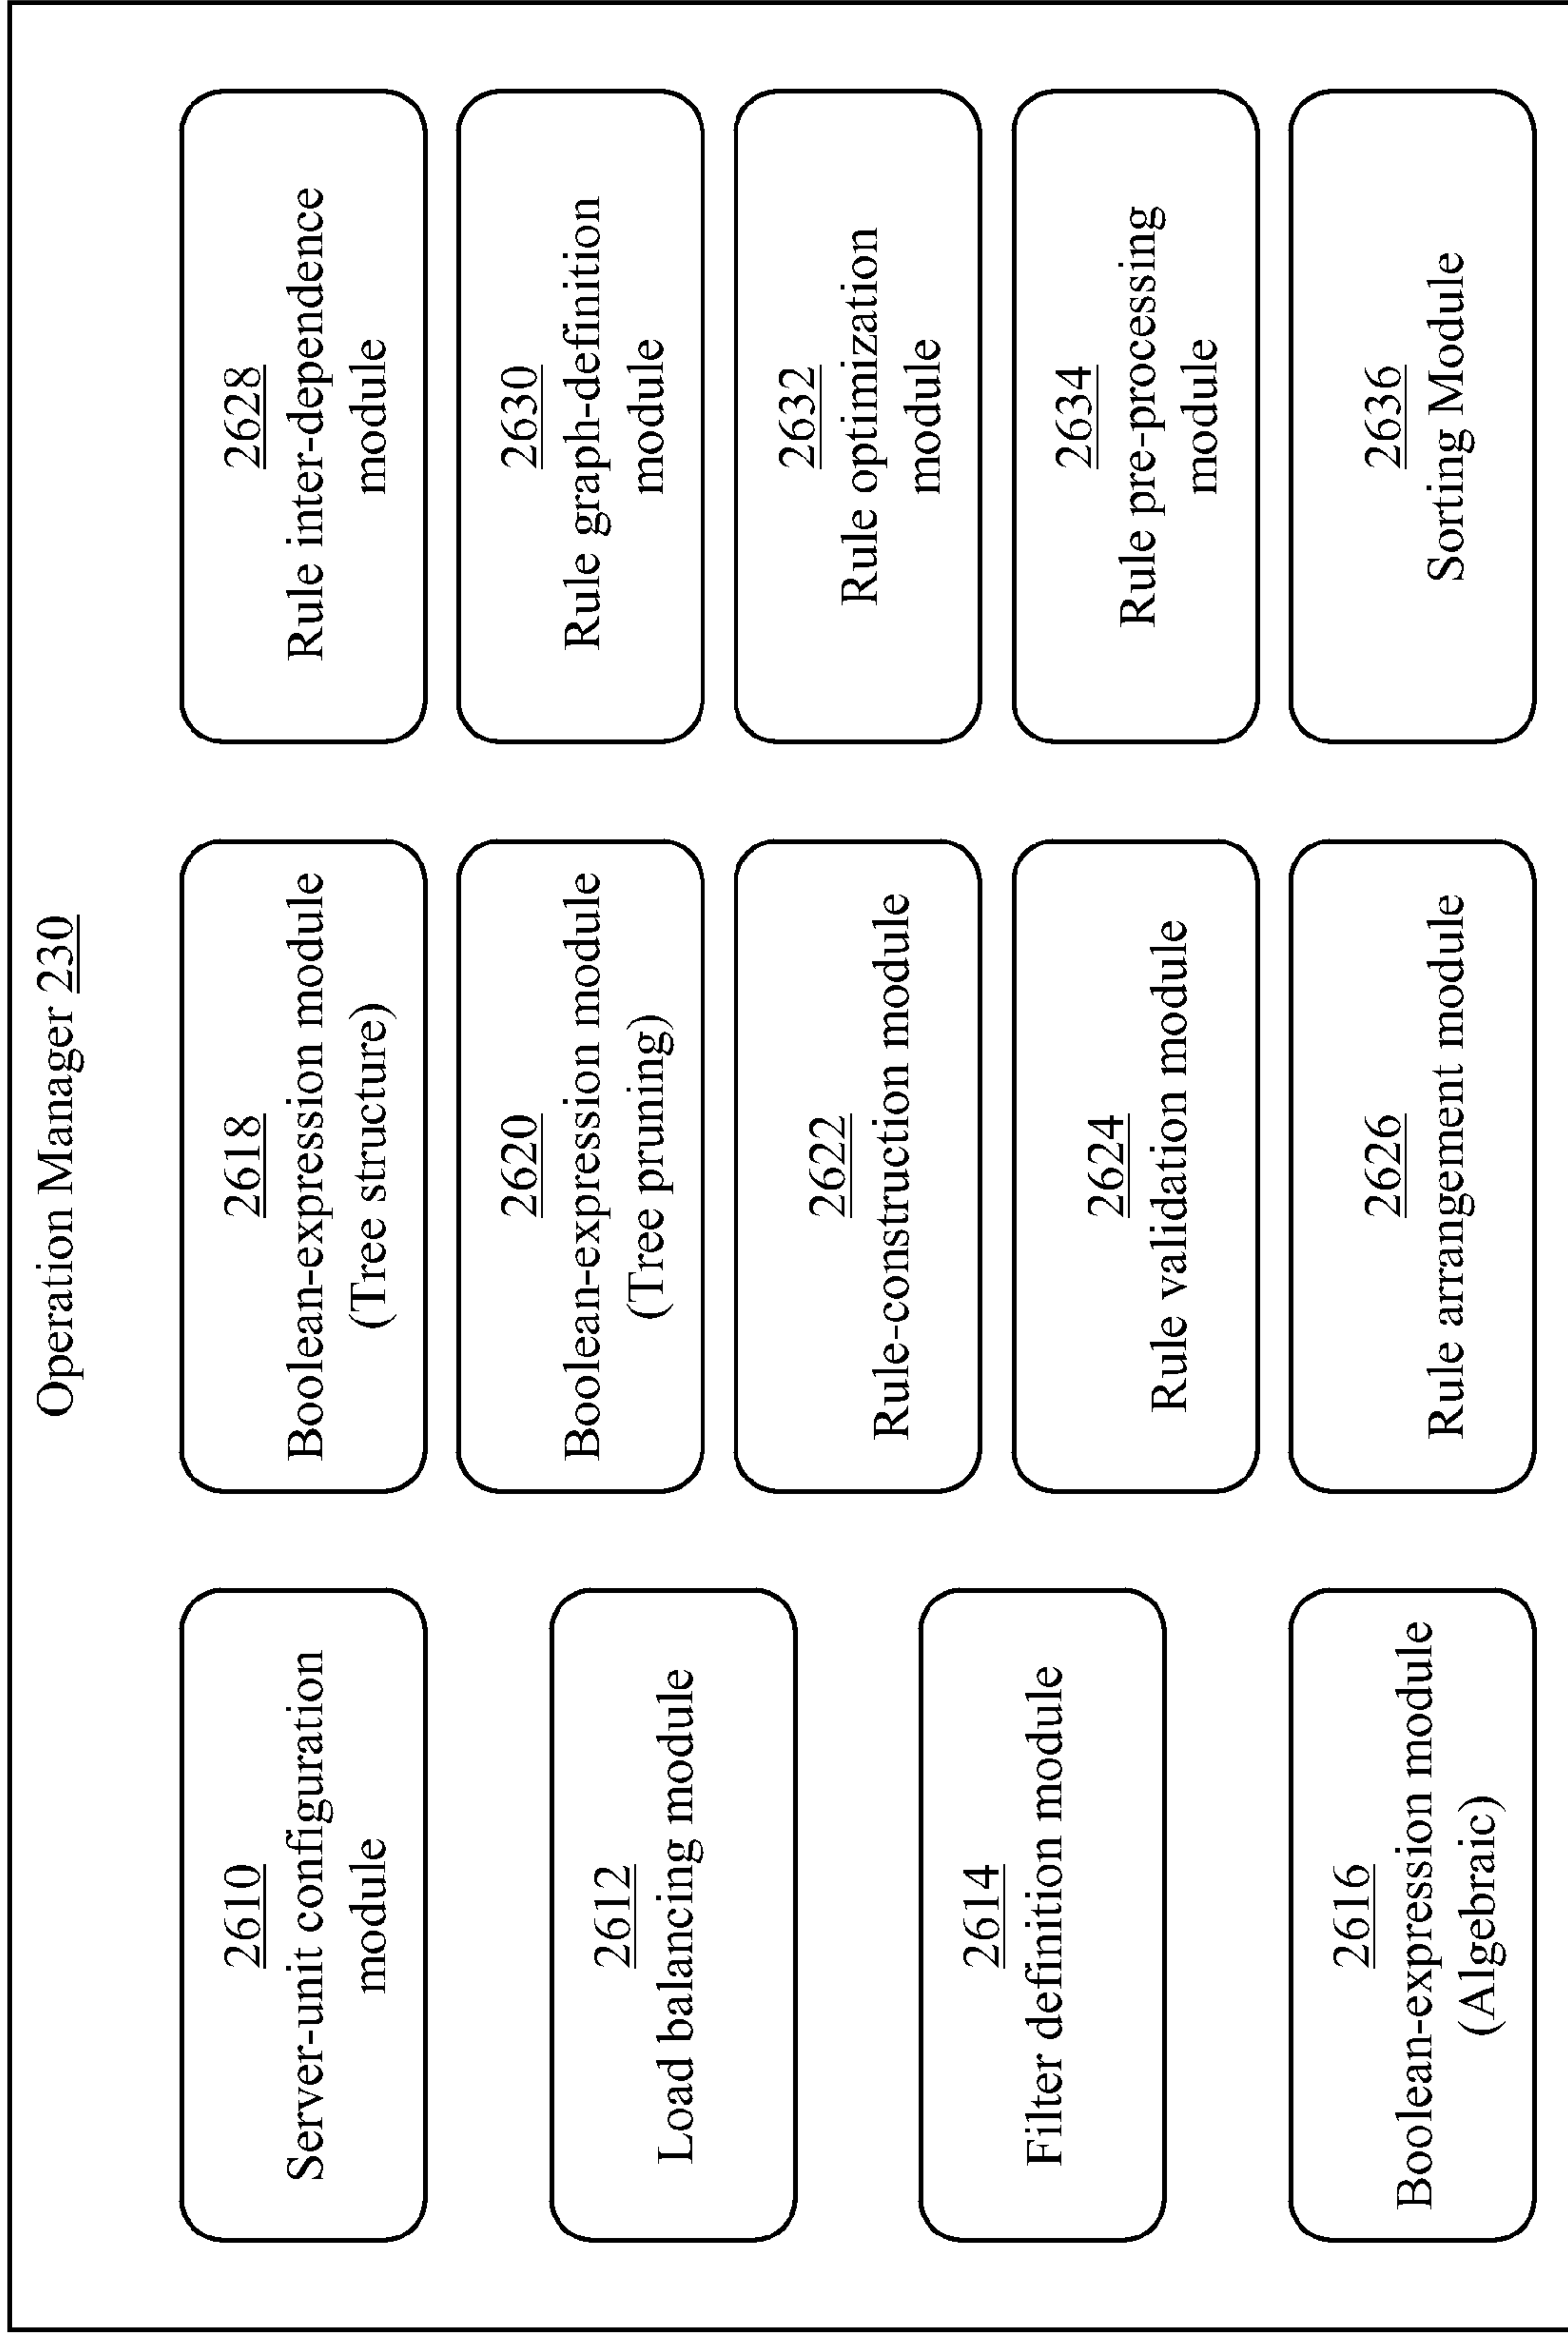 Operation Manager 230
2610
Server-unit configuration
module
2612
Load balancing module
2614
Filter definition module
2616
Boolean-expression module
(Algebraic)
2618
Boolean-expression module
(Tree structure)
2620
Boolean-expression module
(Tree pruning)
2622
Rule-construction module
2624
Rule validation module
2626
Rule arrangement module
2628
Rule inter-dependence
module
2630
Rule graph-definition
module
2632
Rule optimization
module
2634
Rule pre-processing
module
2636
Sorting Module